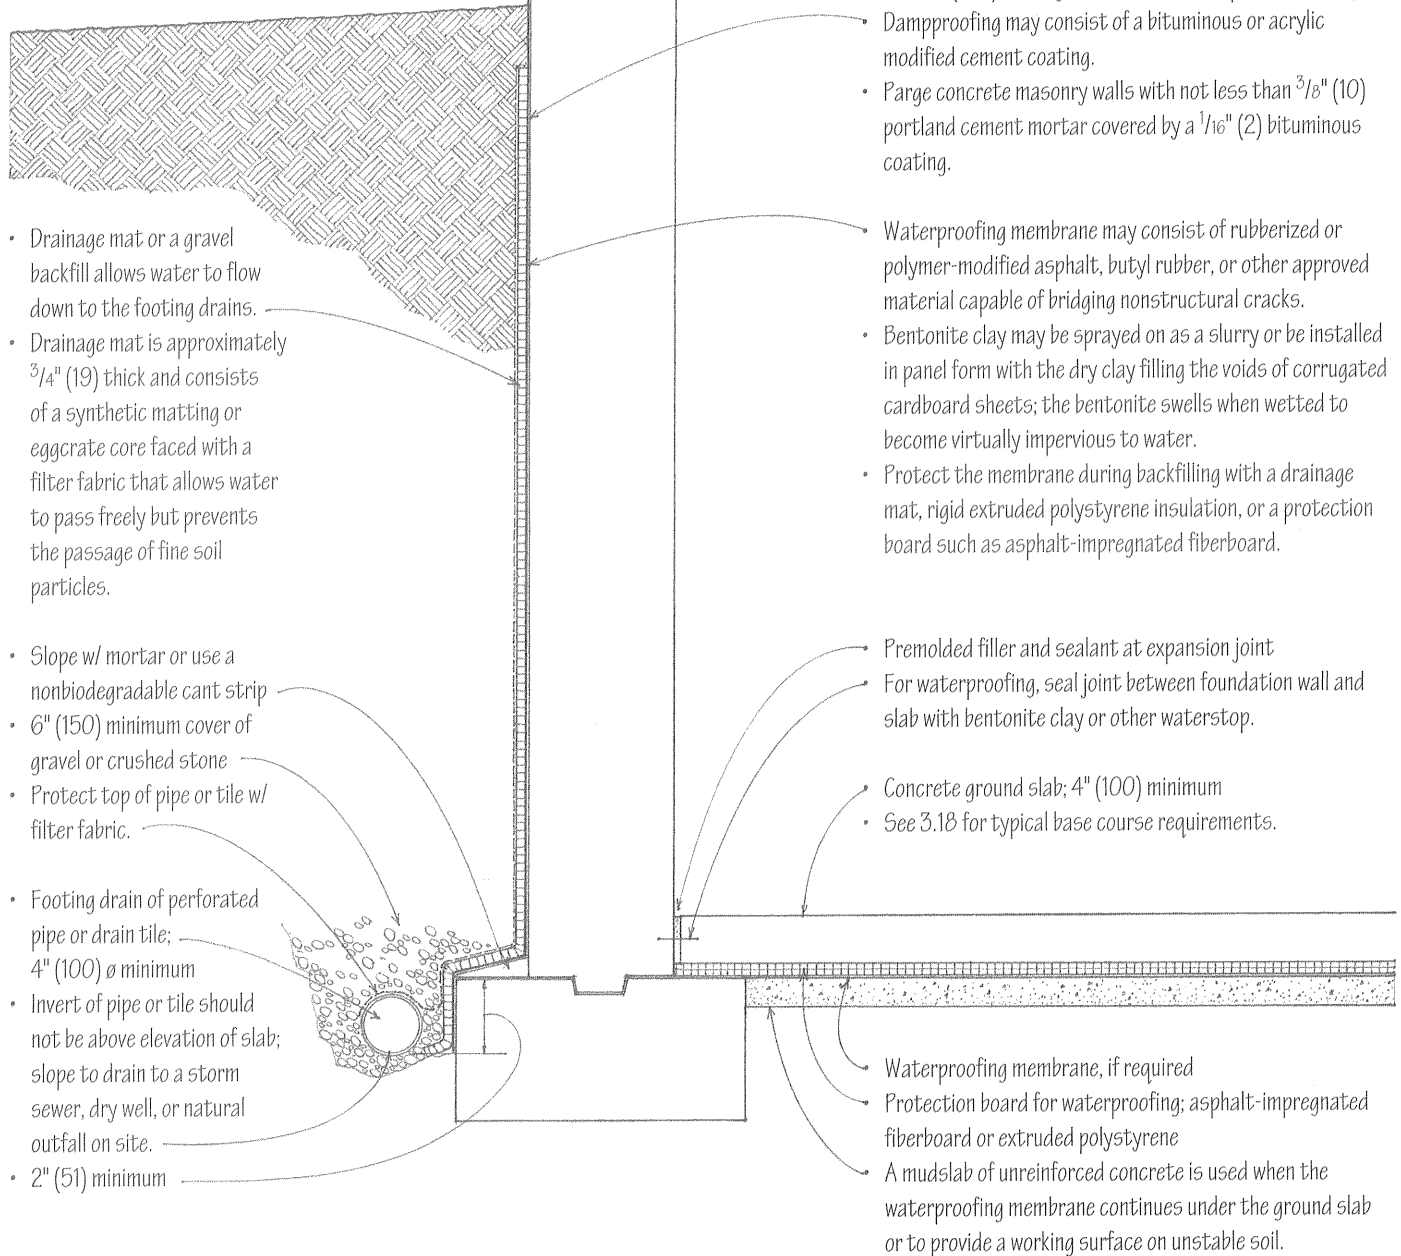 • Drainage mat or a gravel
backfill allows water to flow
down to the footing drains.
• Drainage mat is approximately
3/4" (19) thick and consists
of a synthetic matting or
eggcrate core faced with a
filter fabric that allows water
to pass freely but prevents
the passage of fine soil
particles.
• Slope w/ mortar or use a
nonbiodegradable cant strip
• 6" (150) minimum cover of
gravel or crushed stone
• Protect top of pipe or tile w/
filter fabric.
• Footing drain of perforated
pipe or drain tile;
4" (100) ø minimum
• Invert of pipe or tile should
not be above elevation of slab;
slope to drain to a storm
sewer, dry well, or natural
outfall on site.
• 2" (51) minimum
• Dampproofing may consist of a bituminous or acrylic
modified cement coating.
• Parge concrete masonry walls with not less than 3/8" (10)
portland cement mortar covered by a 1/16" (2) bituminous
coating.
• Waterproofing membrane may consist of rubberized or
polymer-modified asphalt, butyl rubber, or other approved
material capable of bridging nonstructural cracks.
• Bentonite clay may be sprayed on as a slurry or be installed
in panel form with the dry clay filling the voids of corrugated
cardboard sheets; the bentonite swells when wetted to
become virtually impervious to water.
• Protect the membrane during backfilling with a drainage
mat, rigid extruded polystyrene insulation, or a protection
board such as asphalt-impregnated fiberboard.
• Premolded filler and sealant at expansion joint
• For waterproofing, seal joint between foundation wall and
slab with bentonite clay or other waterstop.
• Concrete ground slab; 4" (100) minimum
• See 3.18 for typical base course requirements.
• Waterproofing membrane, if required
• Protection board for waterproofing; asphalt-impregnated
fiberboard or extruded polystyrene
• A mudslab of unreinforced concrete is used when the
waterproofing membrane continues under the ground slab
or to provide a working surface on unstable soil.